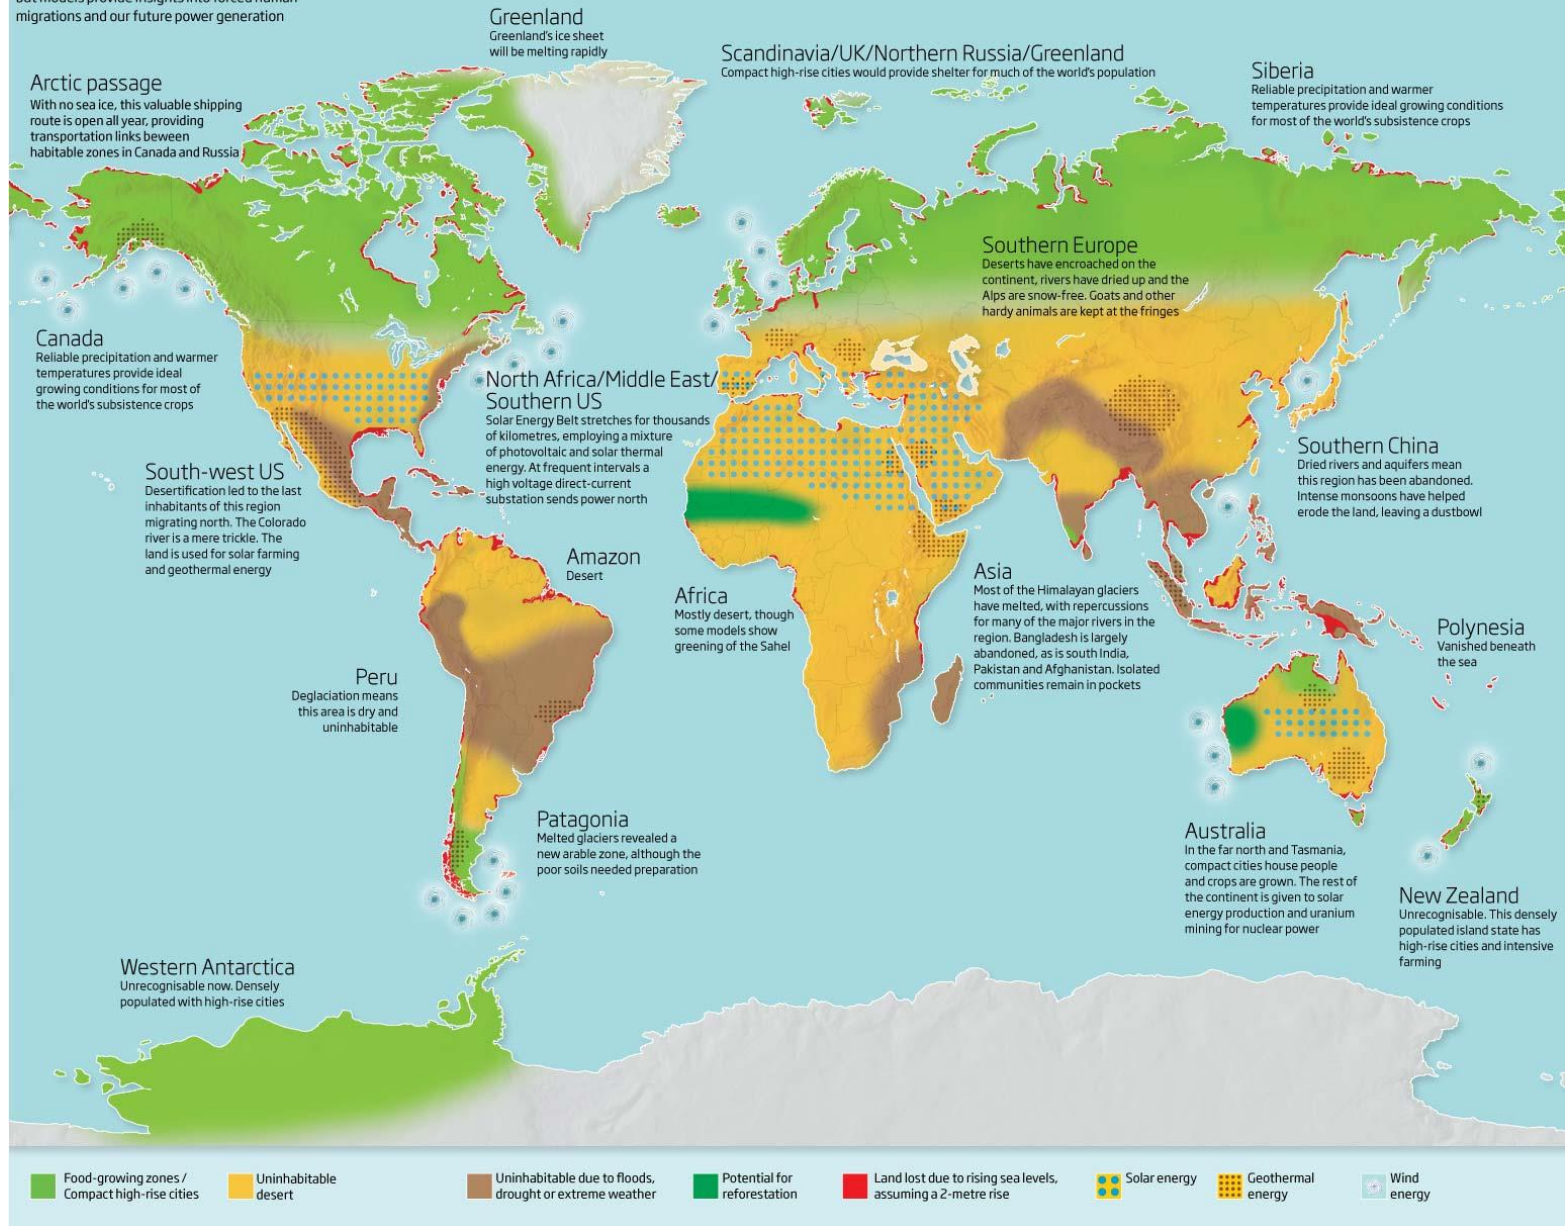 migrations and our future power generation
Greenland
Greenland's ice sheet
will be melting rapidly
Scandinavia/UK/Northern Russia/Greenland
Compact high-rise cities would provide shelter for much of the world's population
Siberia
Reliable precipitation and warmer
temperatures provide ideal growing conditions
for most of the world's subsistence crops
Arctic passage
With no sea ice, this valuable shipping
route is open all year, providing
transportation links beween
habitable zones in Canada and Russia
Southern Europe
Deserts have encroached on the
continent, rivers have dried up and the
Alps are snow-free. Goats and other
hardy animals are kept at the fringes
Canada
Reliable precipitation and warmer
temperatures provide ideal
growing conditions for most of
the world's subsistence crops
North Africa/Middle East/
Southern US
Solar Energy Belt stretches for thousands
of kilometres, employing a mixture
of photovoltaic and solar thermal
energy. At frequent intervals a
high voltage direct-current
substation sends power north
South-west US
Desertification led to the last
inhabitants of this region
migrating north. The Colorado
river is a mere trickle. The
land is used for solar farming
and geothermal energy
Southern China
Dried rivers and aquifers mean
this region has been abandoned.
Intense monsoons have helped
erode the land, leaving a dustbowl
Amazon
Desert
Africa
Mostly desert, though
some models show
greening of the Sahel
Asia
Most of the Himalayan glaciers
have melted, with repercussions
for many of the major rivers in the
region. Bangladesh is largely
abandoned, as is south India,
Pakistan and Afghanistan. Isolated
communities remain in pockets
Polynesia
Vanished beneath
the sea
Peru
Deglaciation means
this area is dry and
uninhabitable
Patagonia
Melted glaciers revealed a
new arable zone, although the
poor soils needed preparation
Australia
In the far north and Tasmania,
compact cities house people
and crops are grown. The rest of
the continent is given to solar
energy production and uranium
mining for nuclear power
New Zealand
Unrecognisable. This densely
populated island state has
high-rise cities and intensive
farming
Western Antarctica
Unrecognisable now. Densely
populated with high-rise cities
Food-growing zones /
Compact high-rise cities
Uninhabitable
desert
Uninhabitable due to floods,
drought or extreme weather
Potential for
reforestation
Land lost due to rising sea levels,
assuming a 2-metre rise
Solar energy
Geothermal
energy
Wind
energy